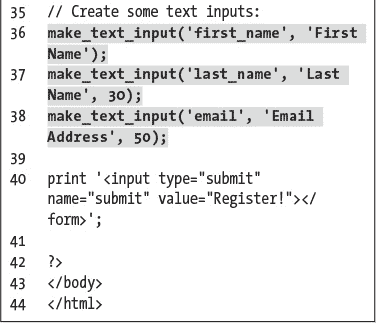 35 // Create some text inputs:
36 make_text_input('first_name', 'First
Name');
37 make_text_input('last_name', 'Last
Name', 30);
38 make_text_input('email', 'Email
Address', 50);
39
40 print '<input type="submit"
name="submit" value="Register!"></
form>';
41
42 ?>
43 </body>
44 </html>